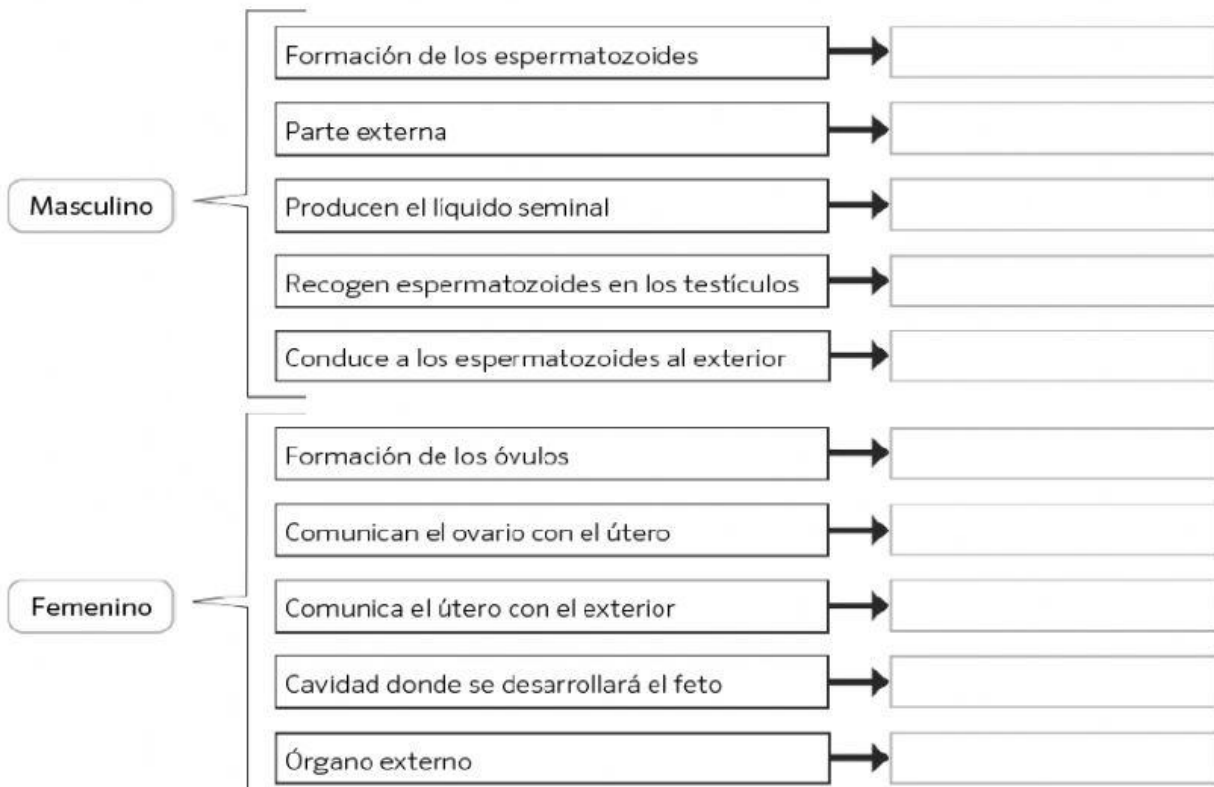 Masculino
Formación de los espermatozoides
Parte externa
Producen el líquido seminal
Recogen espermatozoides en los testículos
Conduce a los espermatozoides al exterior
Femenino
Formación de los óvulos
Comunican el ovario con el útero
Comunica el útero con el exterior
Cavidad donde se desarrollará el feto
Órgano externo